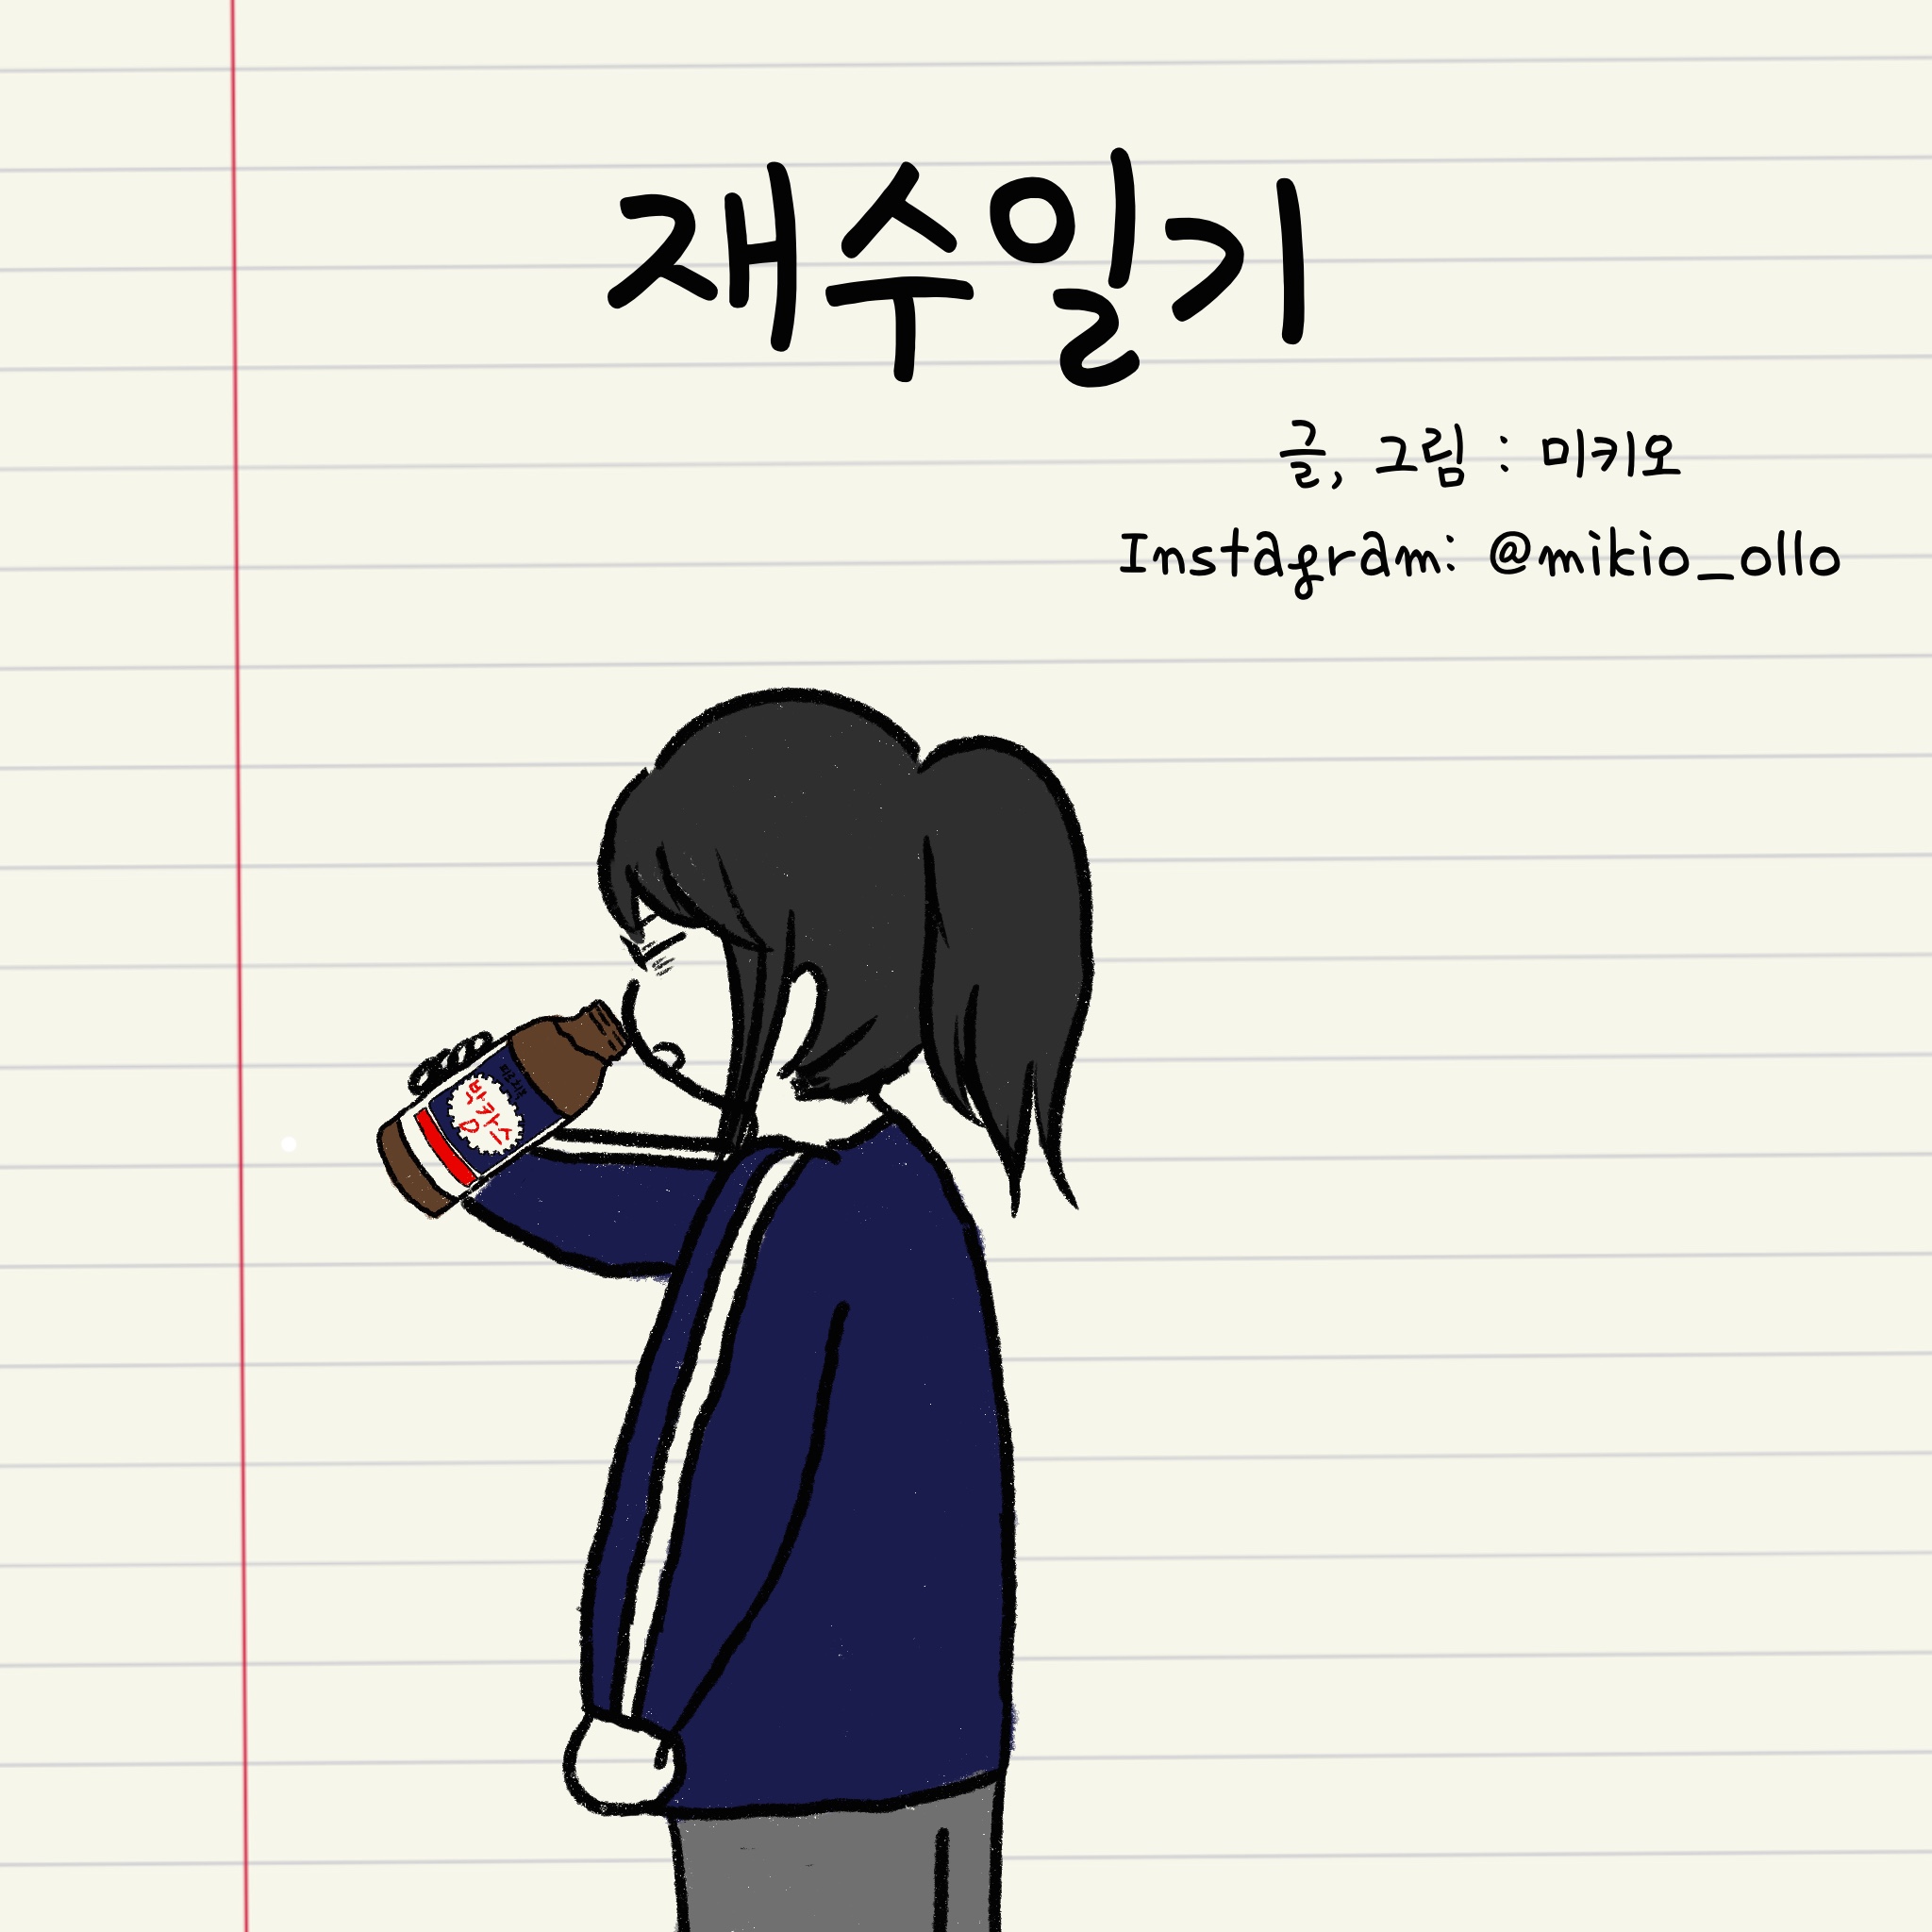 재수일기
글, 그림 : 미키오
Instagram: @mikio_ollo
박카스
D